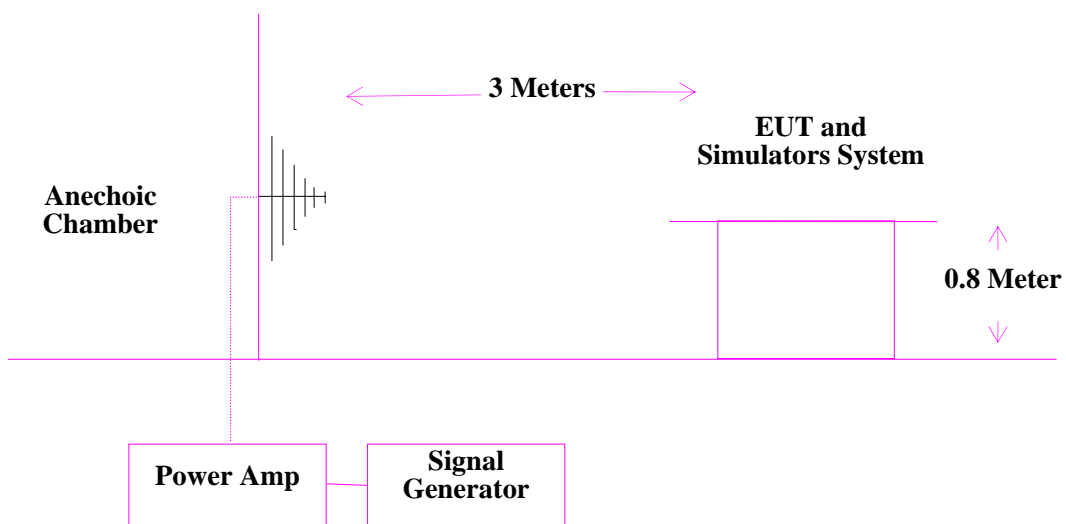 3 Meters
EUT and
Simulators System
Anechoic
Chamber
0.8 Meter
Power Amp
Signal
Generator